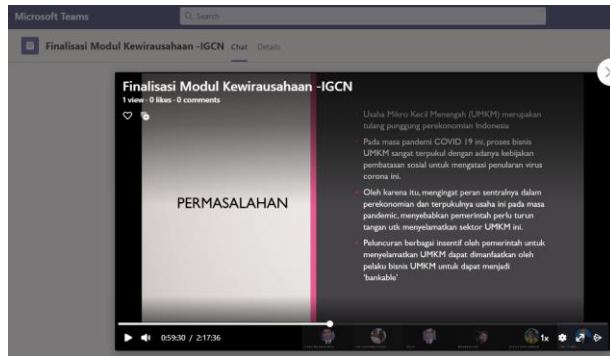 Microsoft Teams
Search
Finalisasi Modul Kewirausahaan -IGCN
Chat
Details
Finalisasi Modul Kewirausahaan -IGCN
1 view · 0 likes · 0 comments
PERMASALAHAN
Usaha Mikro Kecil Menengah (UMKM) merupakan
tulang punggung perekonomian Indonesia
Pada masa pandemi COVID 19 ini, proses bisnis
UMKM sangat terpukul dengan adanya kebijakan
pembatasan sosial untuk mengatasi penularan virus
corona ini.
Oleh karena itu, mengingat peran sentralnya dalam
perekonomian dan terpukulnya usaha ini pada masa
pandemic, menyebabkan pemerintah perlu turun
tangan utk menyelamatkan sektor UMKM ini.
Peluncuran berbagai insentif oleh pemerintah untuk
menyelamatkan UMKM dapat dimanfaatkan oleh
pelaku bisnis UMKM untuk dapat menjadi
'bankable'
0:59:30 / 2:17:36
1x